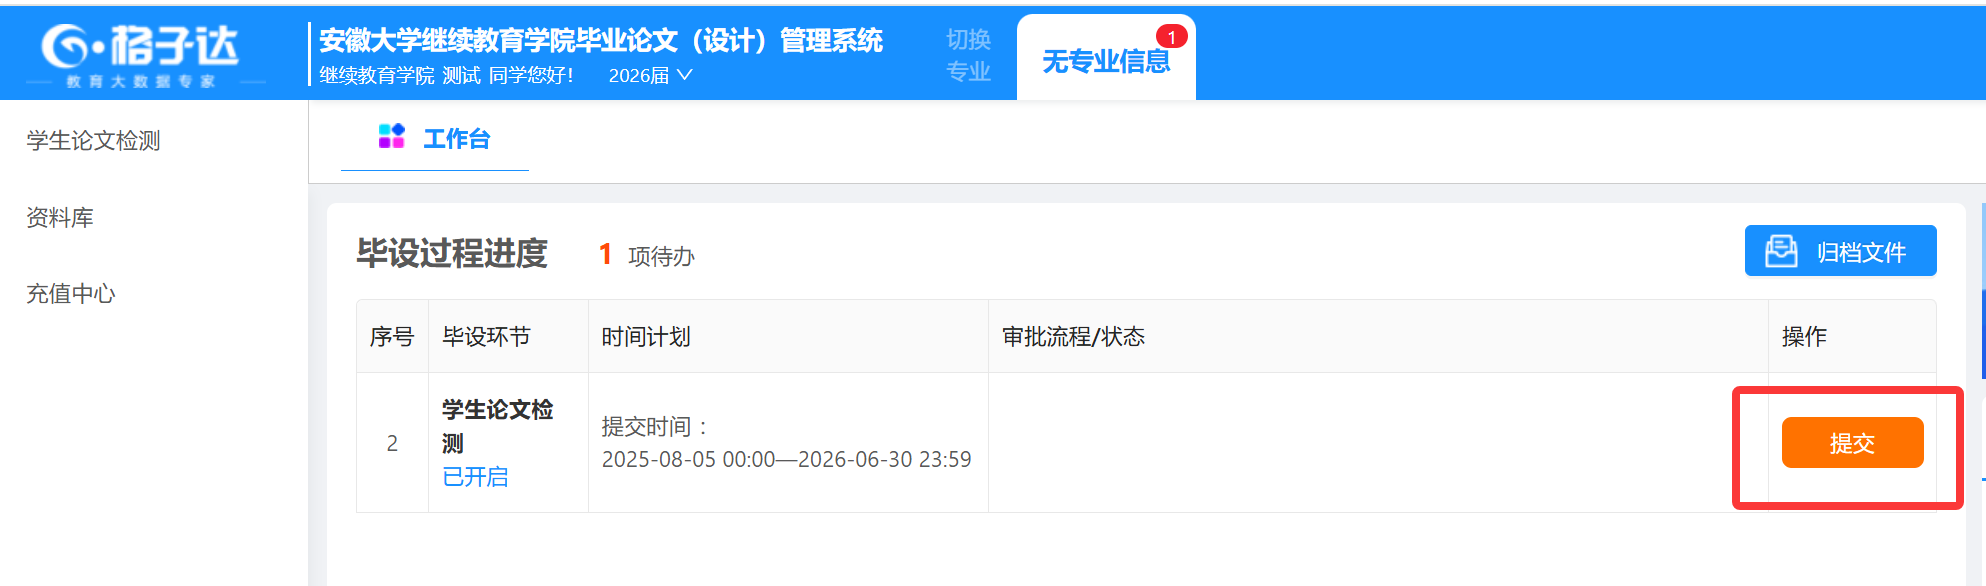 格子达
教育大数据专家
安徽大学继续教育学院毕业论文（设计）管理系统
继续教育学院 测试 同学您好！ 2026届
切换
专业
无专业信息 1
学生论文检测
资料库
充值中心
工作台
毕设过程进度 1 项待办
归档文件
序号 毕设环节 时间计划 审批流程/状态 操作
2
学生论文检
测
已开启
提交时间：
2025-08-05 00:00—2026-06-30 23:59
提交